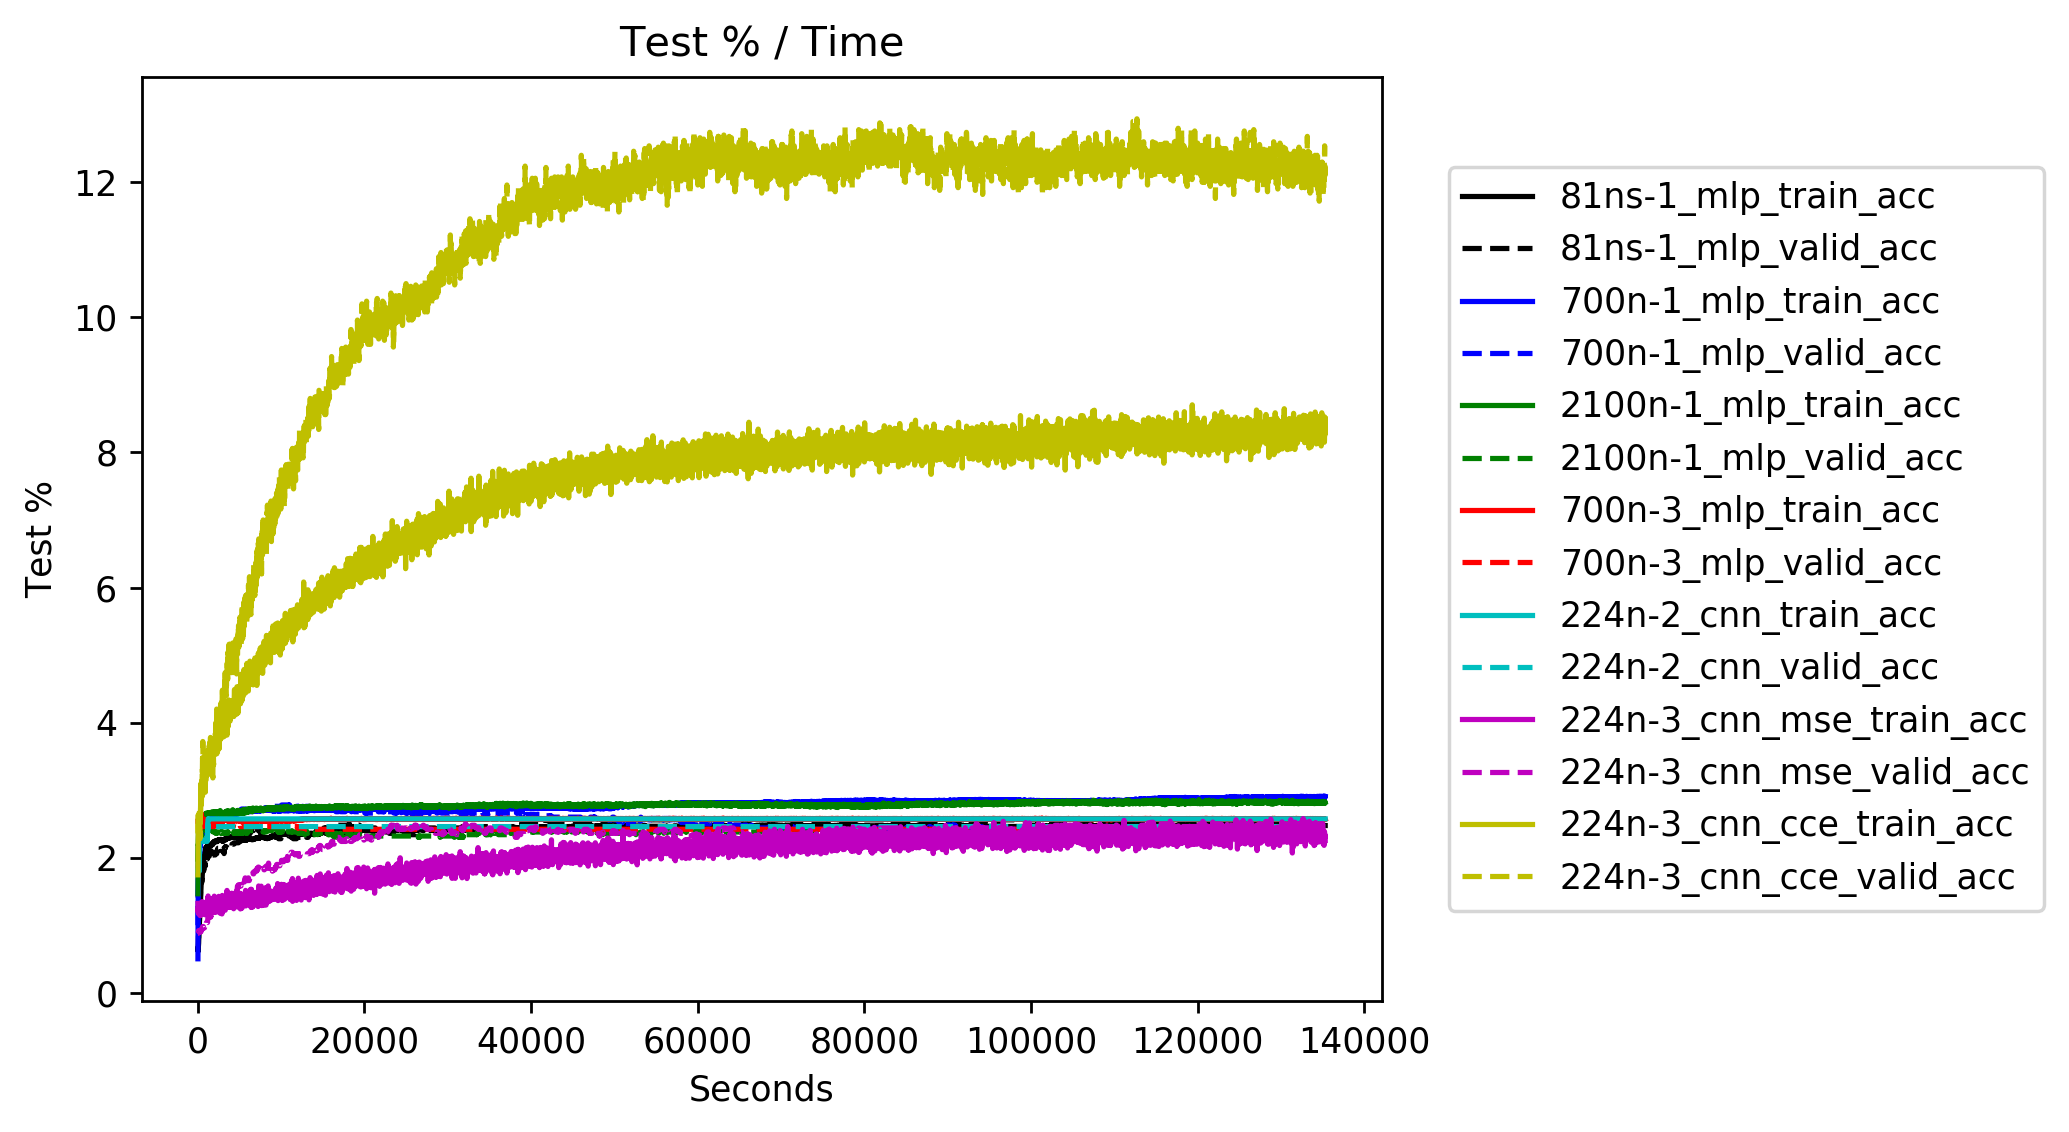 Test % / Time
Test %
12
10
8
6
4
2
0
0 20000 40000 60000 80000 100000 120000 140000
Seconds
81ns-1_mlp_train_acc
81ns-1_mlp_valid_acc
700n-1_mlp_train_acc
700n-1_mlp_valid_acc
2100n-1_mlp_train_acc
2100n-1_mlp_valid_acc
700n-3_mlp_train_acc
700n-3_mlp_valid_acc
224n-2_cnn_train_acc
224n-2_cnn_valid_acc
224n-3_cnn_mse_train_acc
224n-3_cnn_mse_valid_acc
224n-3_cnn_cce_train_acc
224n-3_cnn_cce_valid_acc